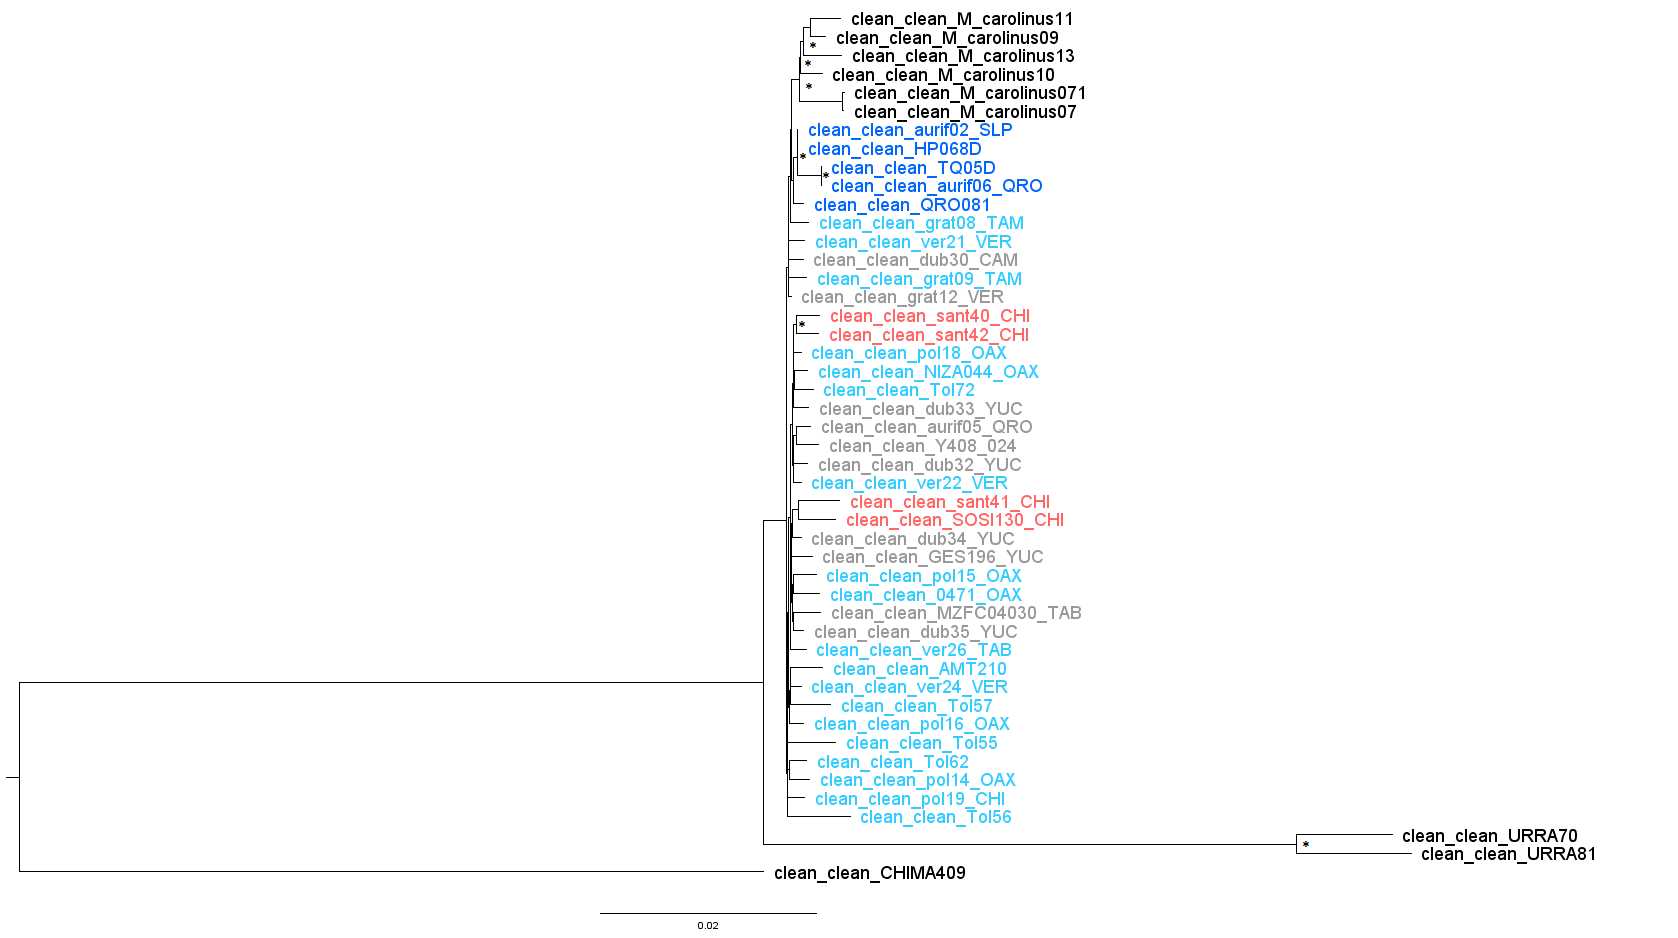 clean_clean_M_carolinus11
clean_clean_M_carolinus09
*
clean_clean_M_carolinus13
*
clean_clean_M_carolinus10
*
clean_clean_M_carolinus071
clean_clean_M_carolinus07
clean_clean_aurif02_SLP
clean_clean_HP068D
*
clean_clean_TQ05D
*
clean_clean_aurif06_QRO
clean_clean_QRO081
clean_clean_grat08_TAM
clean_clean_ver21_VER
clean_clean_dub30_CAM
clean_clean_grat09_TAM
clean_clean_grat12_VER
clean_clean_sant40_CHI
*
clean_clean_sant42_CHI
clean_clean_pol18_OAX
clean_clean_NIZA044_OAX
clean_clean_Tol72
clean_clean_dub33_YUC
clean_clean_aurif05_QRO
clean_clean_Y408_024
clean_clean_dub32_YUC
clean_clean_ver22_VER
clean_clean_sant41_CHI
clean_clean_SOSI130_CHI
clean_clean_dub34_YUC
clean_clean_GES196_YUC
clean_clean_pol15_OAX
clean_clean_0471_OAX
clean_clean_MZFC04030_TAB
clean_clean_dub35_YUC
clean_clean_ver26_TAB
clean_clean_AMT210
clean_clean_ver24_VER
clean_clean_Tol57
clean_clean_pol16_OAX
clean_clean_Tol55
clean_clean_Tol62
clean_clean_pol14_OAX
clean_clean_pol19_CHI
clean_clean_Tol56
clean_clean_URRA70
*
clean_clean_URRA81
clean_clean_CHIMA409
0.02